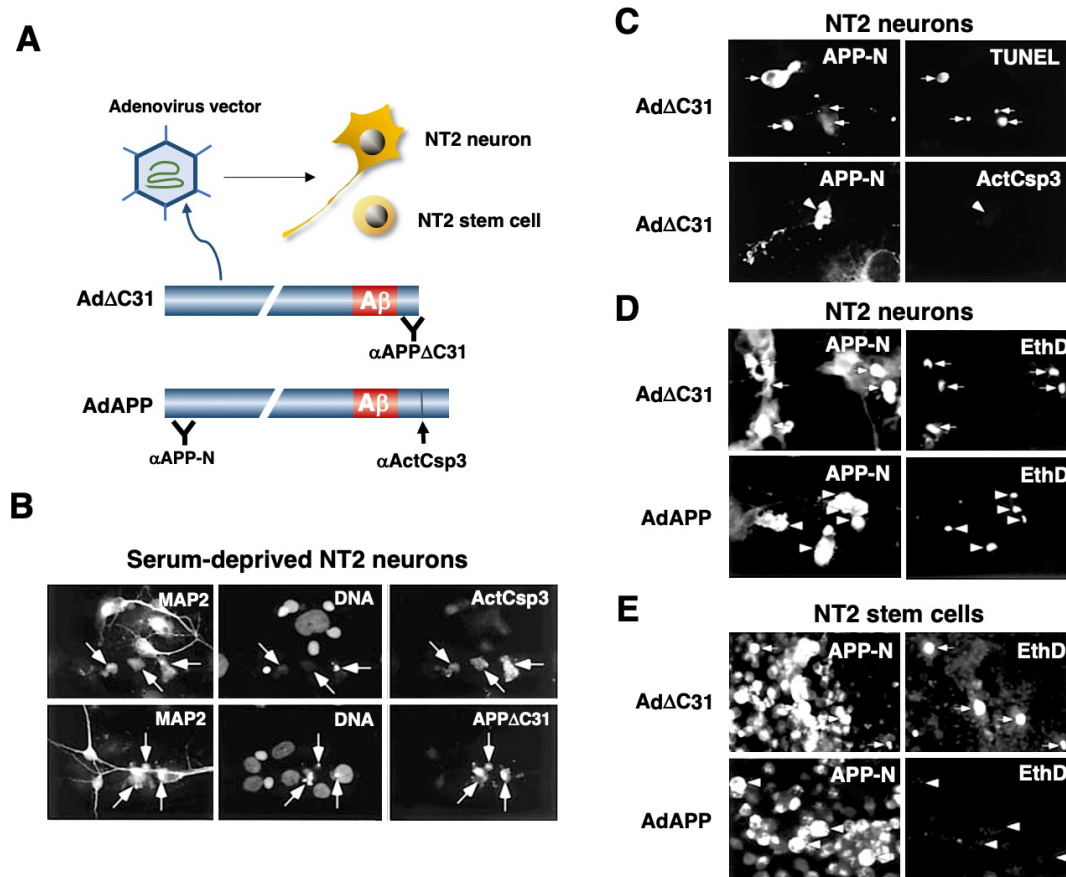 A
Adenovirus vector
NT2 neuron
NT2 stem cell
AdΔC31
Aβ
αAPPΔC31
AdAPP
Aβ
αAPP-N
αActCsp3
B
Serum-deprived NT2 neurons
MAP2
DNA
ActCsp3
MAP2
DNA
APPΔC31
C
NT2 neurons
AdΔC31
APP-N
TUNEL
AdΔC31
APP-N
ActCsp3
D
NT2 neurons
AdΔC31
APP-N
EthD
AdAPP
APP-N
EthD
E
NT2 stem cells
AdΔC31
APP-N
EthD
AdAPP
APP-N
EthD